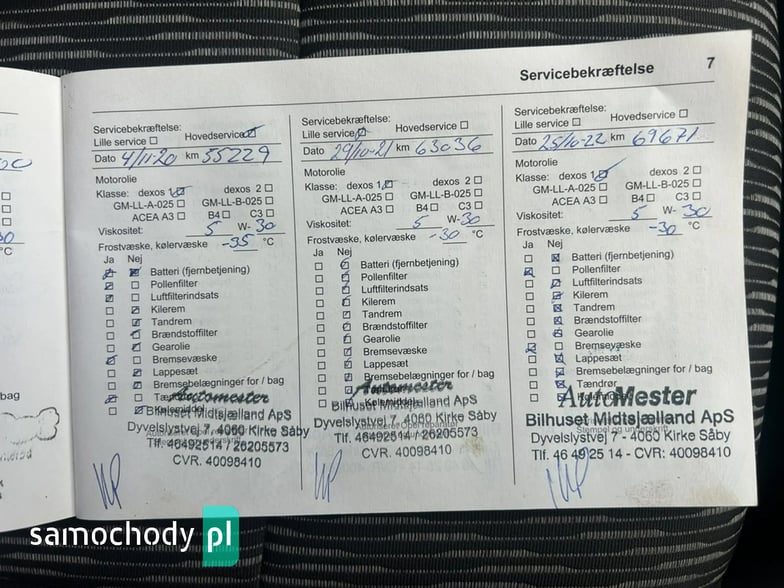 Servicebekræftelse 7
Servicebekræftelse:
Lille service Hovedservice
Dato 4/11-20 km 55229
Motorolie
Klasse: dexos 1 dexos 2
GM-LL-A-025 GM-LL-B-025
ACEA A3 B4 C3
Viskositet: 5 W-30
Frostvæske, kølervæske -35 °C
Ja Nej
Batteri (fjernbetjening)
Pollenfilter
Luftfilterindsats
Kilerem
Tandrem
Brændstoffilter
Gearolie
Bremsevæske
Lappesæt
Bremsebelægninger for / bag
Automester
Bilhuset Midtsjælland ApS
Dyvelslystvej 7, 4060 Kirke Såby
Tlf. 46492514 / 26205573
CVR. 40098410
Servicebekræftelse:
Lille service Hovedservice
Dato 29/10-21 km 63036
Motorolie
Klasse: dexos 1 dexos 2
GM-LL-A-025 GM-LL-B-025
ACEA A3 B4 C3
Viskositet: 5 W-30
Frostvæske, kølervæske -30 °C
Ja Nej
Batteri (fjernbetjening)
Pollenfilter
Luftfilterindsats
Kilerem
Tandrem
Brændstoffilter
Gearolie
Bremsevæske
Lappesæt
Bremsebelægninger for / bag
Automester
Bilhuset Midtsjælland ApS
Dyvelslystvej 7, 4060 Kirke Såby
Tlf. 46492514 / 26205573
CVR. 40098410
Servicebekræftelse:
Lille service Hovedservice
Dato 25/10-22 km 69671
Motorolie
Klasse: dexos 1 dexos 2
GM-LL-A-025 GM-LL-B-025
ACEA A3 B4 C3
Viskositet: 5 W-30
Frostvæske, kølervæske -30 °C
Ja Nej
Batteri (fjernbetjening)
Pollenfilter
Luftfilterindsats
Kilerem
Tandrem
Brændstoffilter
Gearolie
Bremsevæske
Lappesæt
Bremsebelægninger for / bag
Tændrør
AutoMester
Bilhuset Midtsjælland ApS
Stempel og underskrift
Dyvelslystvej 7 - 4060 Kirke Såby
Tlf. 46 49 25 14 - CVR: 40098410
°C
bag
samochody pl